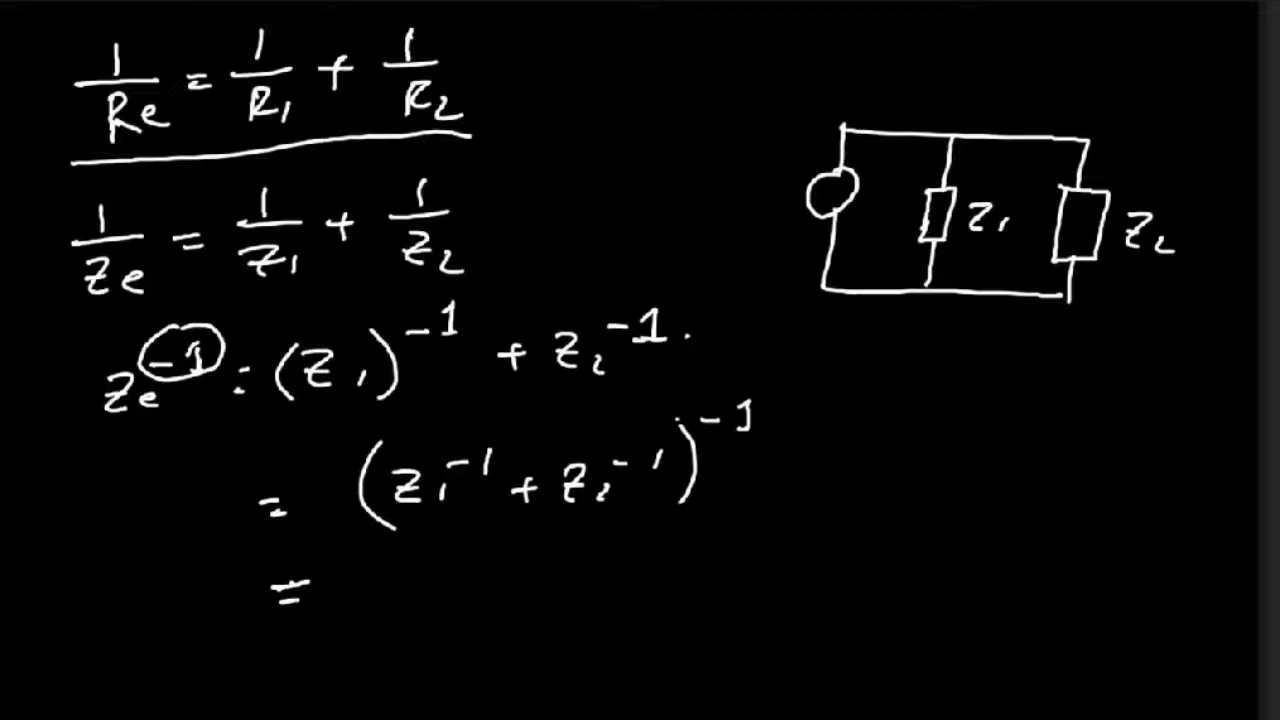 1/Re = 1/R₁ + 1/R₂
1/Ze = 1/Z₁ + 1/Z₂
Ze⁻¹ = (Z₁)⁻¹ + Z₂⁻¹.
= (Z₁⁻¹ + Z₂⁻¹)⁻¹
=
Z₁
Z₂